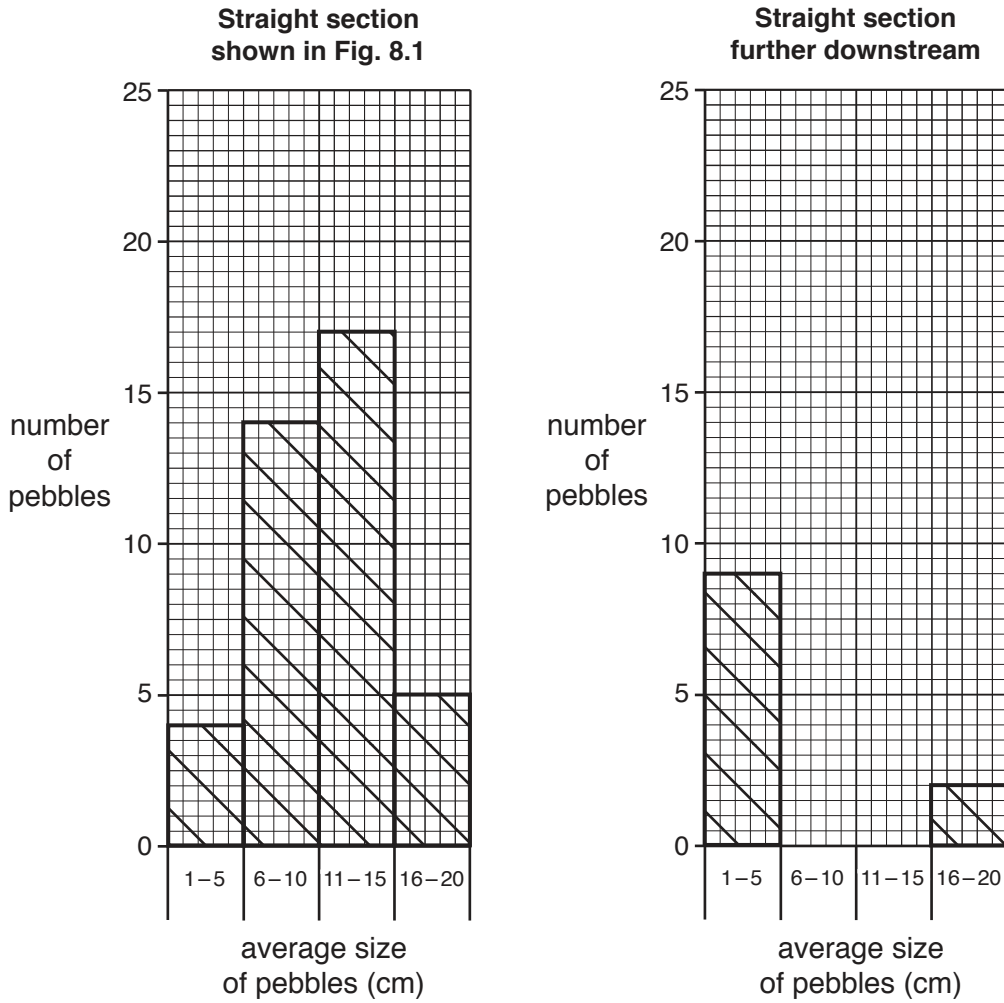 Straight section
shown in Fig. 8.1
25
20
15
10
5
0
number
of
pebbles
1–5 6–10 11–15 16–20
average size
of pebbles (cm)
Straight section
further downstream
25
20
15
10
5
0
number
of
pebbles
1–5 6–10 11–15 16–20
average size
of pebbles (cm)